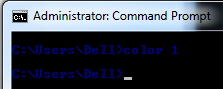 Administrator: Command Prompt
C:\Users\Dell>color 1
C:\Users\Dell>